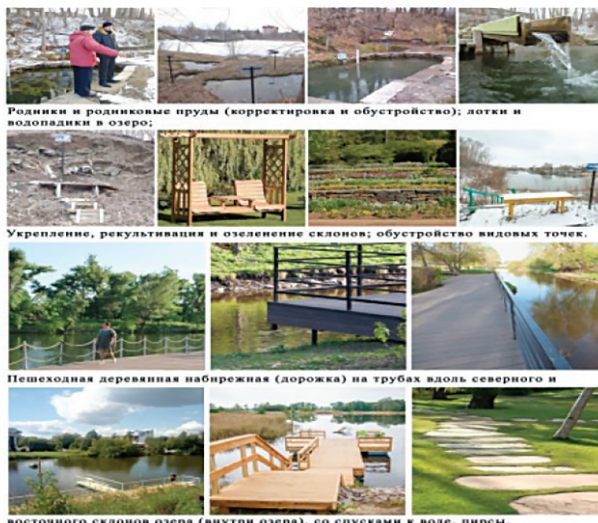 Родники и родниковые пруды (корректировка и обустройство); лотки и
водопадики в озеро;
Укрепление, рекультивация и озеленение склонов; обустройство видовых точек.
Пешеходная деревянная набнрежная (дорожка) на трубах вдоль северного и
восточного склонов озера (внутри озера), со спусками к воде, пирсы.